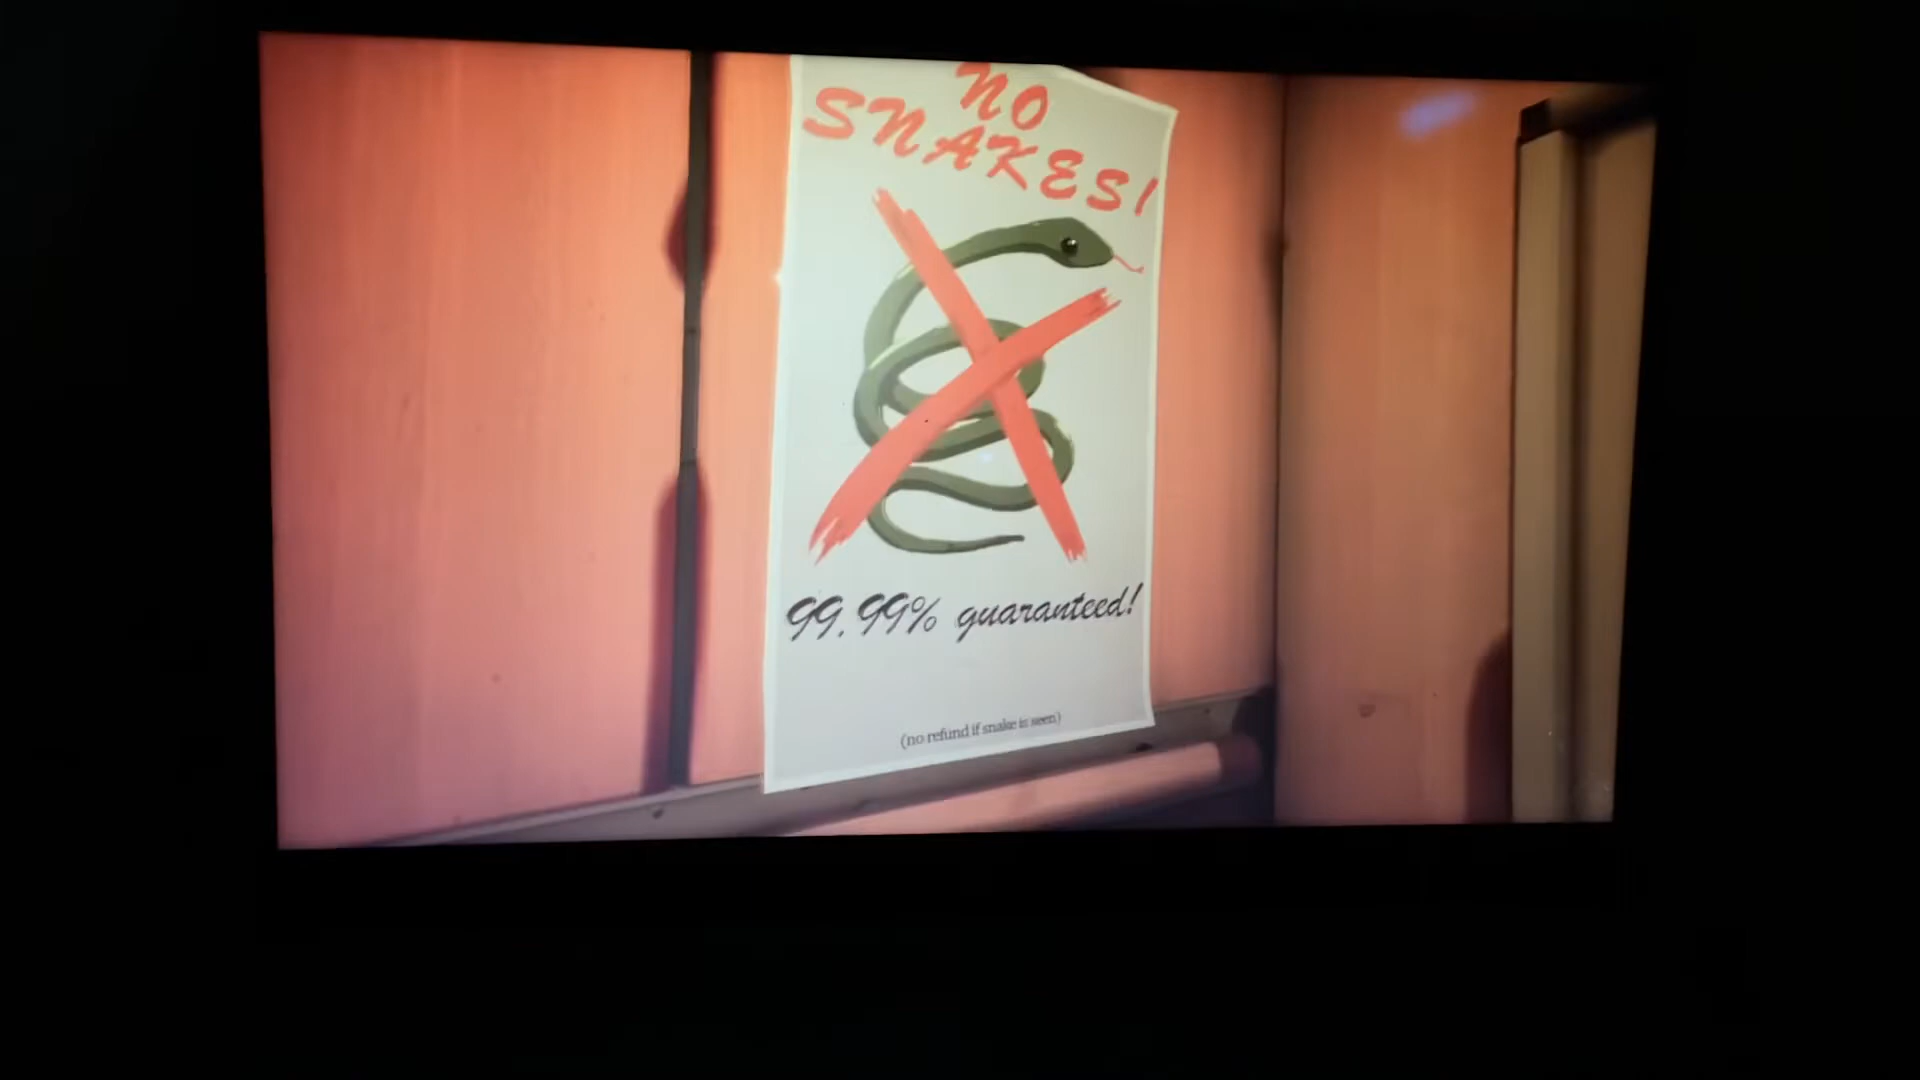 NO
SNAKES!
99.99% guaranteed!
(no refund if snake is seen)